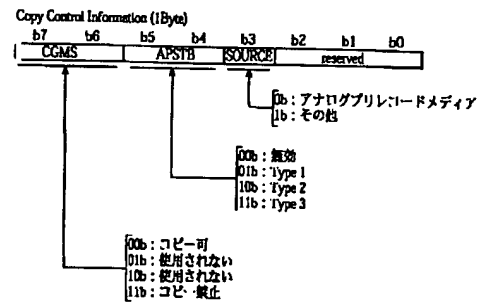 Copy Control Information (1Byte)
b7 b6 b5 b4 b3 b2 b1 b0
CGMS APSTB SOURCE reserved
0b：アナログプリレコードメディア
1b：その他
00b：無効
01b：Type 1
10b：Type 2
11b：Type 3
00b：コピー可
01b：使用されない
10b：使用されない
11b：コピー禁止